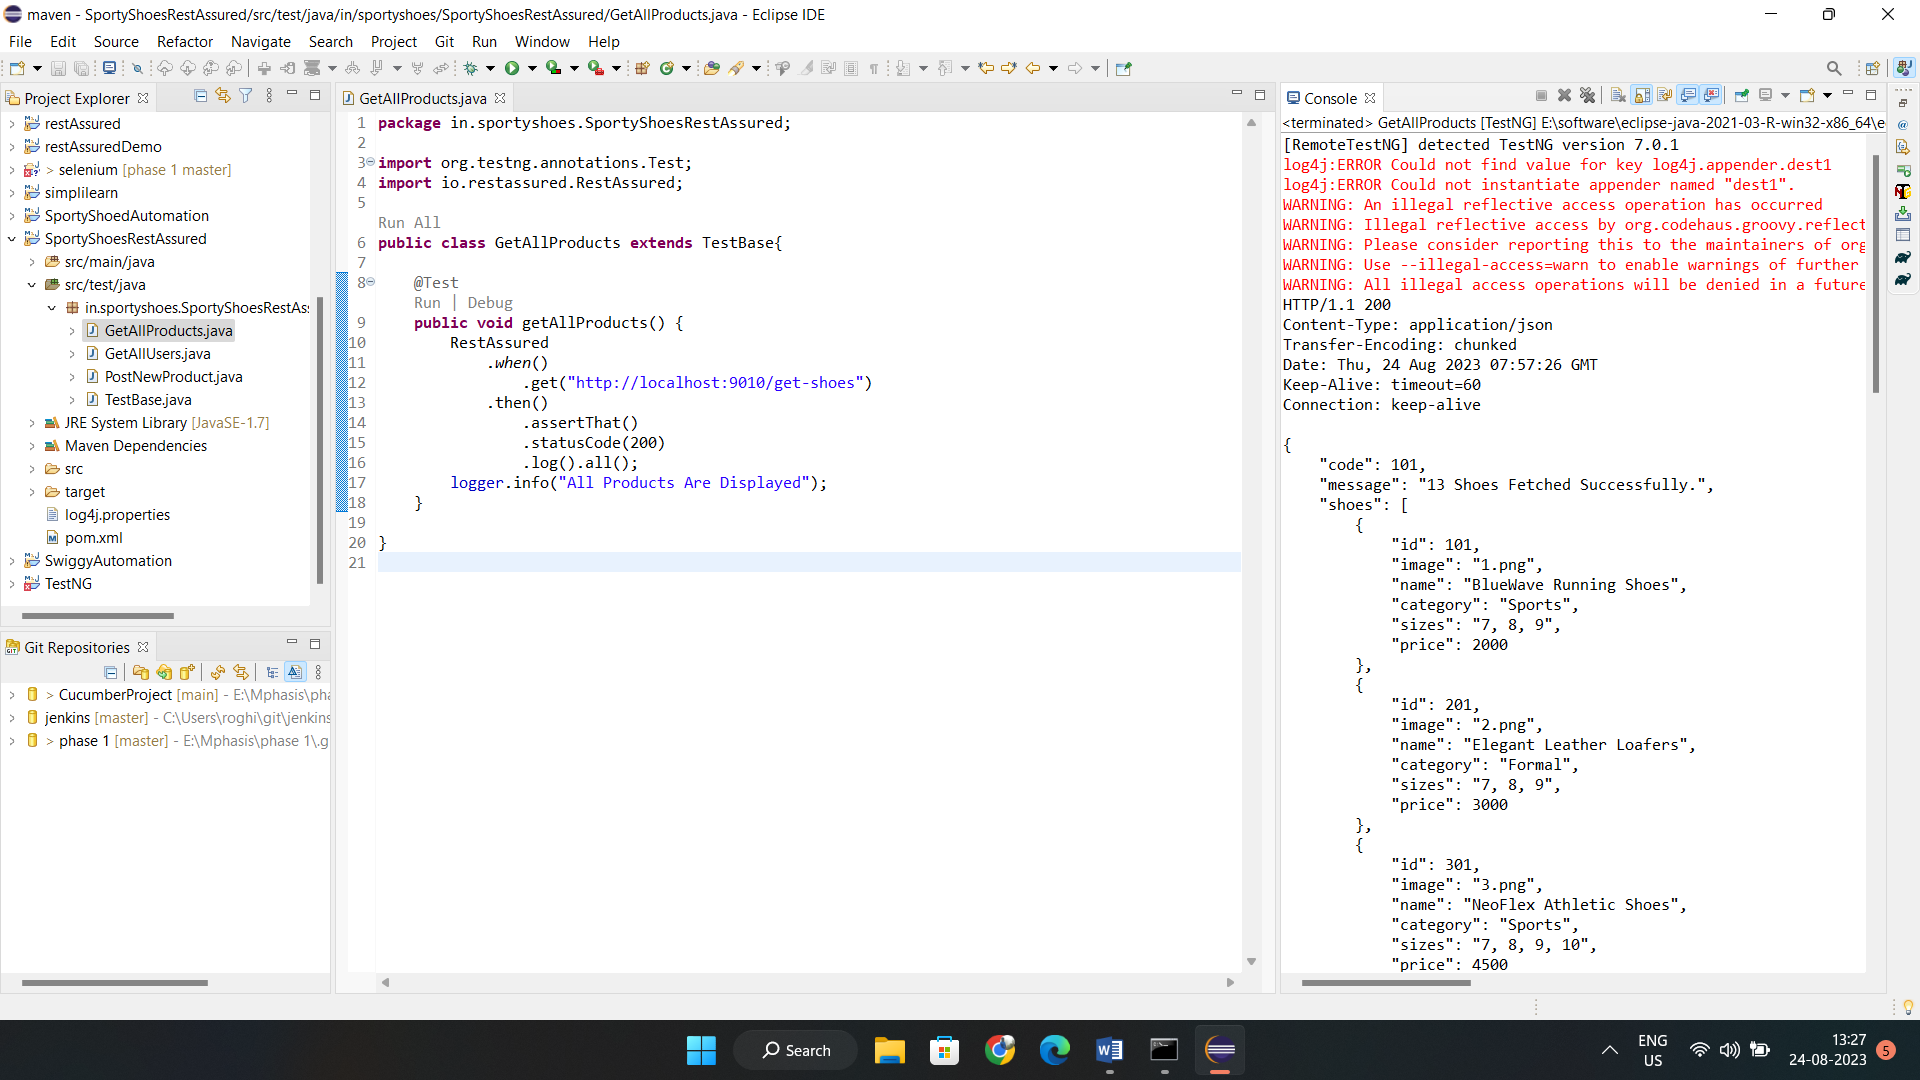 maven - SportyShoesRestAssured/src/test/java/in/sportyshoes/SportyShoesRestAssured/GetAllProducts.java - Eclipse IDE
File Edit Source Refactor Navigate Search Project Git Run Window Help
Project Explorer
restAssured
restAssuredDemo
> selenium [phase 1 master]
simplilearn
SportyShoedAutomation
SportyShoesRestAssured
src/main/java
src/test/java
in.sportyshoes.SportyShoesRestAs
GetAllProducts.java
GetAllUsers.java
PostNewProduct.java
TestBase.java
JRE System Library [JavaSE-1.7]
Maven Dependencies
src
target
log4j.properties
pom.xml
SwiggyAutomation
TestNG
Git Repositories
> CucumberProject [main] - E:\Mphasis\pha
jenkins [master] - C:\Users\roghi\git\jenkins
> phase 1 [master] - E:\Mphasis\phase 1\.g
GetAllProducts.java
1 package in.sportyshoes.SportyShoesRestAssured;
2
3 import org.testng.annotations.Test;
4 import io.restassured.RestAssured;
5
Run All
6 public class GetAllProducts extends TestBase{
7
8 @Test
Run | Debug
9 public void getAllProducts() {
10 RestAssured
11 .when()
12 .get("http://localhost:9010/get-shoes")
13 .then()
14 .assertThat()
15 .statusCode(200)
16 .log().all();
17 logger.info("All Products Are Displayed");
18 }
19
20 }
21
Console
<terminated> GetAllProducts [TestNG] E:\software\eclipse-java-2021-03-R-win32-x86_64\e
[RemoteTestNG] detected TestNG version 7.0.1
log4j:ERROR Could not find value for key log4j.appender.dest1
log4j:ERROR Could not instantiate appender named "dest1".
WARNING: An illegal reflective access operation has occurred
WARNING: Illegal reflective access by org.codehaus.groovy.reflect
WARNING: Please consider reporting this to the maintainers of org
WARNING: Use --illegal-access=warn to enable warnings of further
WARNING: All illegal access operations will be denied in a future
HTTP/1.1 200
Content-Type: application/json
Transfer-Encoding: chunked
Date: Thu, 24 Aug 2023 07:57:26 GMT
Keep-Alive: timeout=60
Connection: keep-alive
{
"code": 101,
"message": "13 Shoes Fetched Successfully.",
"shoes": [
{
"id": 101,
"image": "1.png",
"name": "BlueWave Running Shoes",
"category": "Sports",
"sizes": "7, 8, 9",
"price": 2000
},
{
"id": 201,
"image": "2.png",
"name": "Elegant Leather Loafers",
"category": "Formal",
"sizes": "7, 8, 9",
"price": 3000
},
{
"id": 301,
"image": "3.png",
"name": "NeoFlex Athletic Shoes",
"category": "Sports",
"sizes": "7, 8, 9, 10",
"price": 4500
Search
ENG
US
13:27
24-08-2023
5